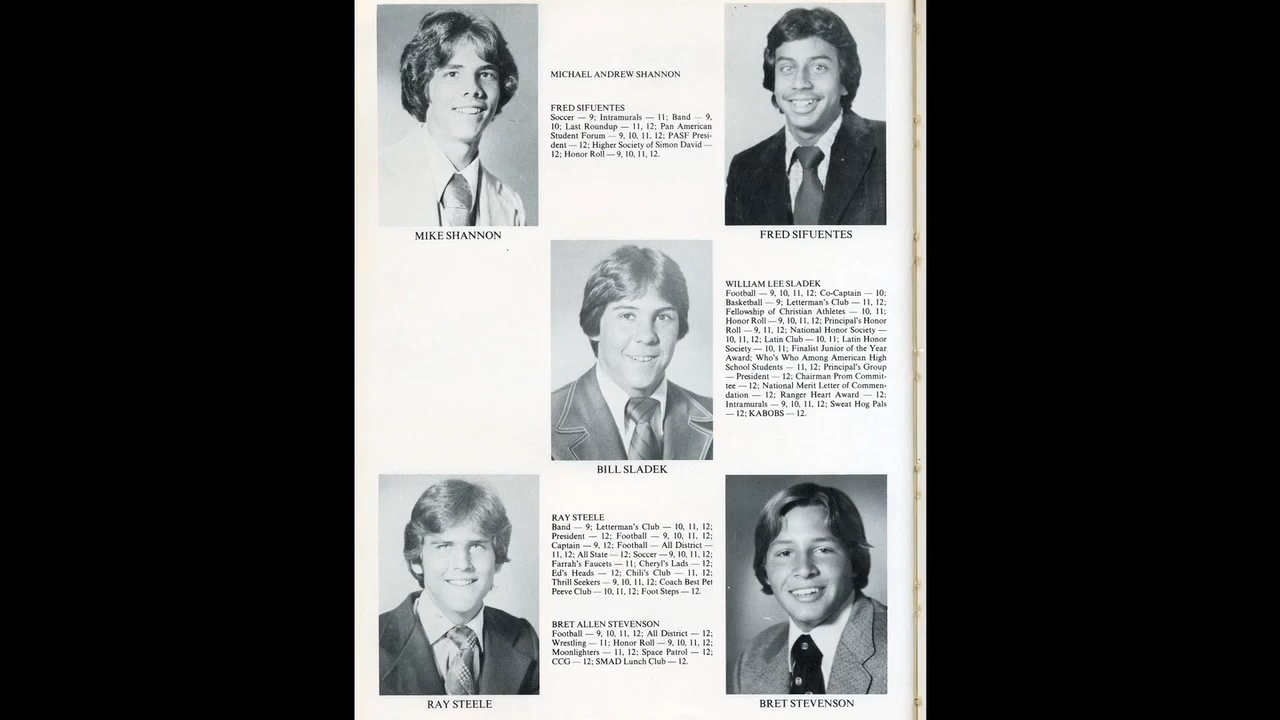 MICHAEL ANDREW SHANNON
FRED SIFUENTES
Soccer — 9; Intramurals — 11; Band — 9,
10; Last Roundup — 11, 12; Pan American
Student Forum — 9, 10, 11, 12; PASF Presi-
dent — 12; Higher Society of Simon David —
12; Honor Roll — 9, 10, 11, 12.
MIKE SHANNON
FRED SIFUENTES
WILLIAM LEE SLADEK
Football — 9, 10, 11, 12; Co-Captain — 10;
Basketball — 9; Letterman's Club — 11, 12;
Fellowship of Christian Athletes — 10, 11;
Honor Roll — 9, 10, 11, 12; Principal's Honor
Roll — 9, 11, 12; National Honor Society —
10, 11, 12; Latin Club — 10, 11; Latin Honor
Society — 10, 11; Finalist Junior of the Year
Award; Who's Who Among American High
School Students — 11, 12; Principal's Group
— President — 12; Chairman Prom Commit-
tee — 12; National Merit Letter of Commen-
dation — 12; Ranger Heart Award — 12;
Intramurals — 9, 10, 11, 12; Sweat Hog Pals
— 12; KABOBS — 12.
BILL SLADEK
RAY STEELE
Band — 9; Letterman's Club — 10, 11, 12;
President — 12; Football — 9, 10, 11, 12;
Captain — 9, 12; Football — All District —
11, 12; All State — 12; Soccer — 9, 10, 11, 12;
Farrah's Faucets — 11; Cheryl's Lads — 12;
Ed's Heads — 12; Chili's Club — 11, 12;
Thrill Seekers — 9, 10, 11, 12; Coach Best Pet
Peeve Club — 10, 11, 12; Foot Steps — 12.
BRET ALLEN STEVENSON
Football — 9, 10, 11, 12; All District — 12;
Wrestling — 11; Honor Roll — 9, 10, 11, 12;
Moonlighters — 11, 12; Space Patrol — 12;
CCG — 12; SMAD Lunch Club — 12.
RAY STEELE
BRET STEVENSON